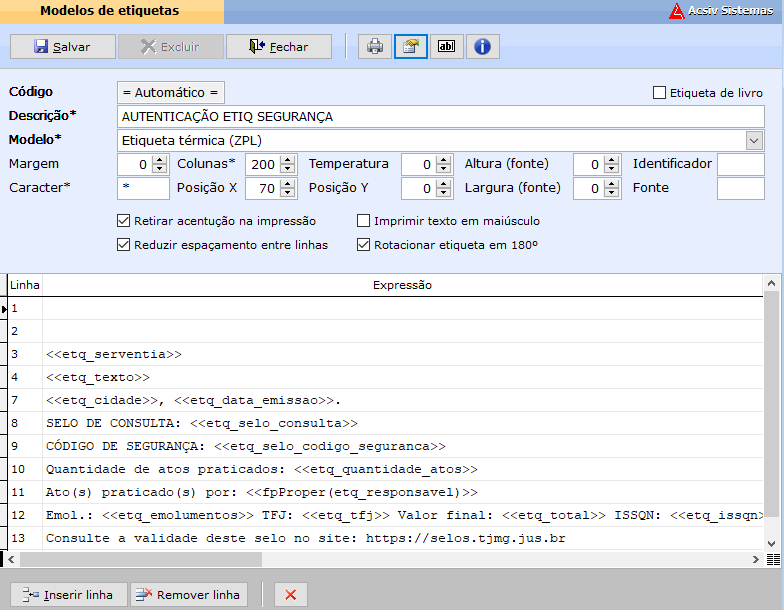 Modelos de etiquetas
Acsiv Sistemas
Salvar Excluir Fechar abl i
Código = Automático = Etiqueta de livro
Descrição* AUTENTICAÇÃO ETIQ SEGURANÇA
Modelo* Etiqueta térmica (ZPL)
Margem 0 Colunas* 200 Temperatura 0 Altura (fonte) 0 Identificador
Caracter* * Posição X 70 Posição Y 0 Largura (fonte) 0 Fonte
Retirar acentução na impressão Imprimir texto em maiúsculo
Reduzir espaçamento entre linhas Rotacionar etiqueta em 180º
Linha Expressão
1
2
3 <<etq_serventia>>
4 <<etq_texto>>
7 <<etq_cidade>>, <<etq_data_emissao>>.
8 SELO DE CONSULTA: <<etq_selo_consulta>>
9 CÓDIGO DE SEGURANÇA: <<etq_selo_codigo_seguranca>>
10 Quantidade de atos praticados: <<etq_quantidade_atos>>
11 Ato(s) praticado(s) por: <<fpProper(etq_responsavel)>>
12 Emol.: <<etq_emolumentos>> TFJ: <<etq_tfj>> Valor final: <<etq_total>> ISSQN: <<etq_issqn>
13 Consulte a validade deste selo no site: https://selos.tjmg.jus.br
Inserir linha Remover linha